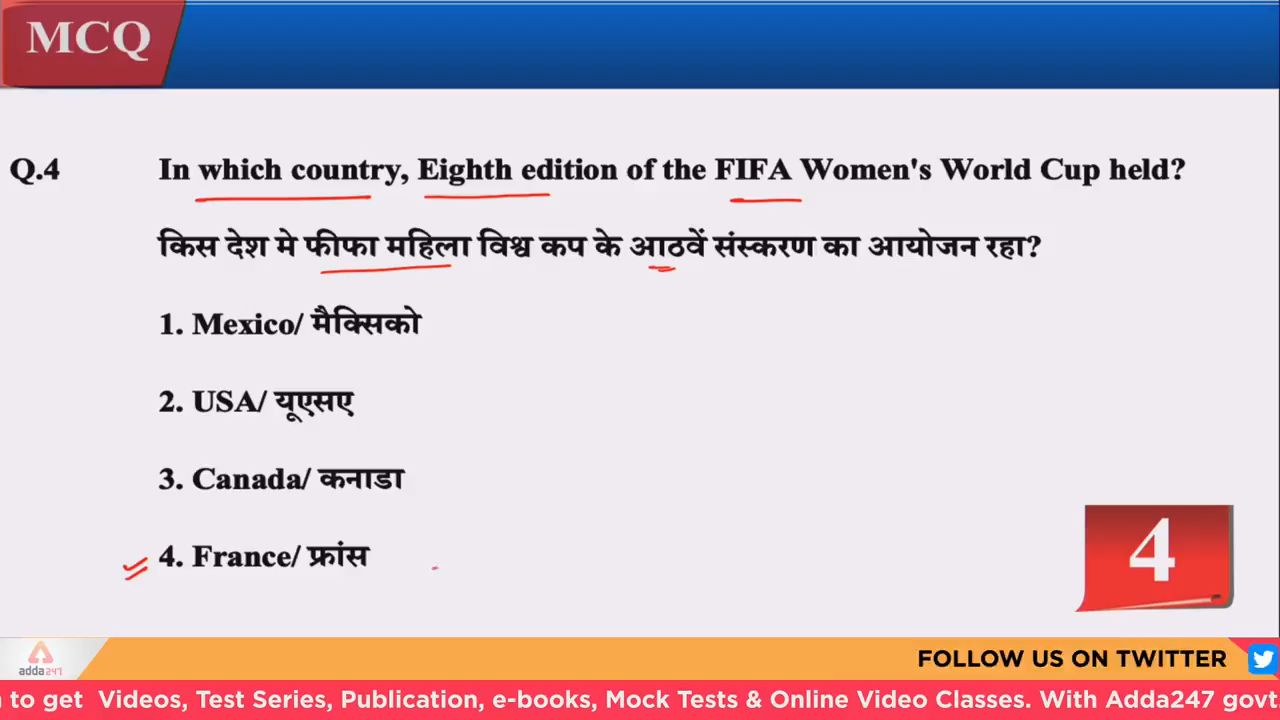 MCQ
Q.4 In which country, Eighth edition of the FIFA Women's World Cup held?
किस देश मे फीफा महिला विश्व कप के आठवें संस्करण का आयोजन रहा?
1. Mexico/ मैक्सिको
2. USA/ यूएसए
3. Canada/ कनाडा
4. France/ फ्रांस
4
FOLLOW US ON TWITTER
adda247
to get Videos, Test Series, Publication, e-books, Mock Tests & Online Video Classes. With Adda247 govt